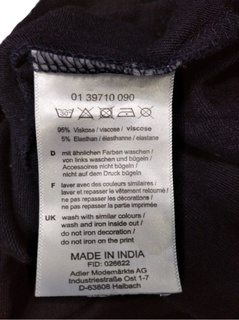 01 39710 090
95% Viskose / viscose / viscose
5% Elasthan / élasthanne / elastane
D mit ähnlichen Farben waschen /
von links waschen und bügeln /
Accessoires nicht bügeln /
nicht auf dem Druck bügeln
F laver avec des couleurs similaires /
laver et repasser le vêtement retourné /
ne pas repasser les décorations /
ne pas repasser la partie imprimée
UK wash with similar colours /
wash and iron inside out /
do not iron decoration /
do not iron on the print
MADE IN INDIA
FID: 026622
Adler Modemärkte AG
Industriestraße Ost 1-7
D-63808 Haibach